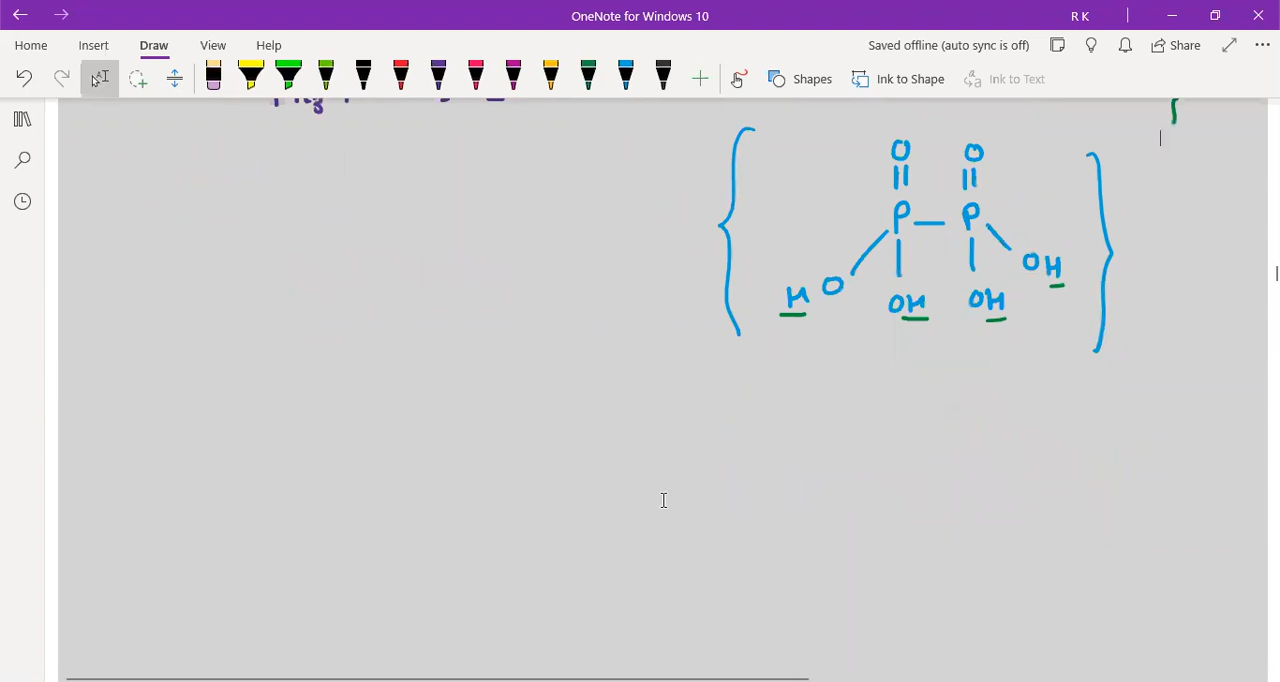 OneNote for Windows 10
R K
Home Insert Draw View Help
Saved offline (auto sync is off)
Share
Shapes
Ink to Shape
Ink to Text
O O
P — P
H O OH OH OH